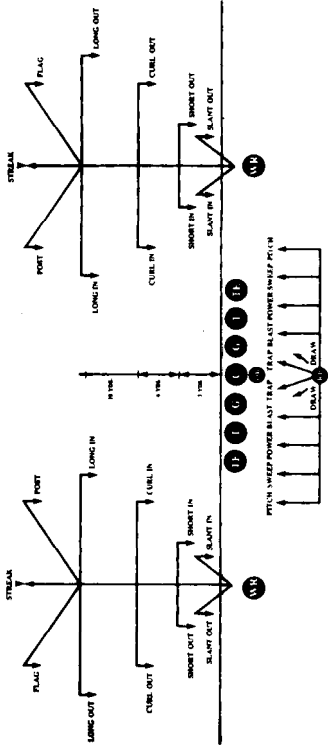 STREAK
STREAK
FLAG
POST
POST
FLAG
LONG OUT
LONG IN
LONG IN
LONG OUT
CURL OUT
CURL IN
CURL IN
CURL OUT
SHORT OUT
SHORT IN
SHORT IN
SHORT OUT
SLANT OUT
SLANT IN
SLANT IN
SLANT OUT
WR
T G C G T
WR
PITCH SWEEP POWER BLAST TRAP TRAP BLAST POWER SWEEP PITCH
DRAW
DRAW